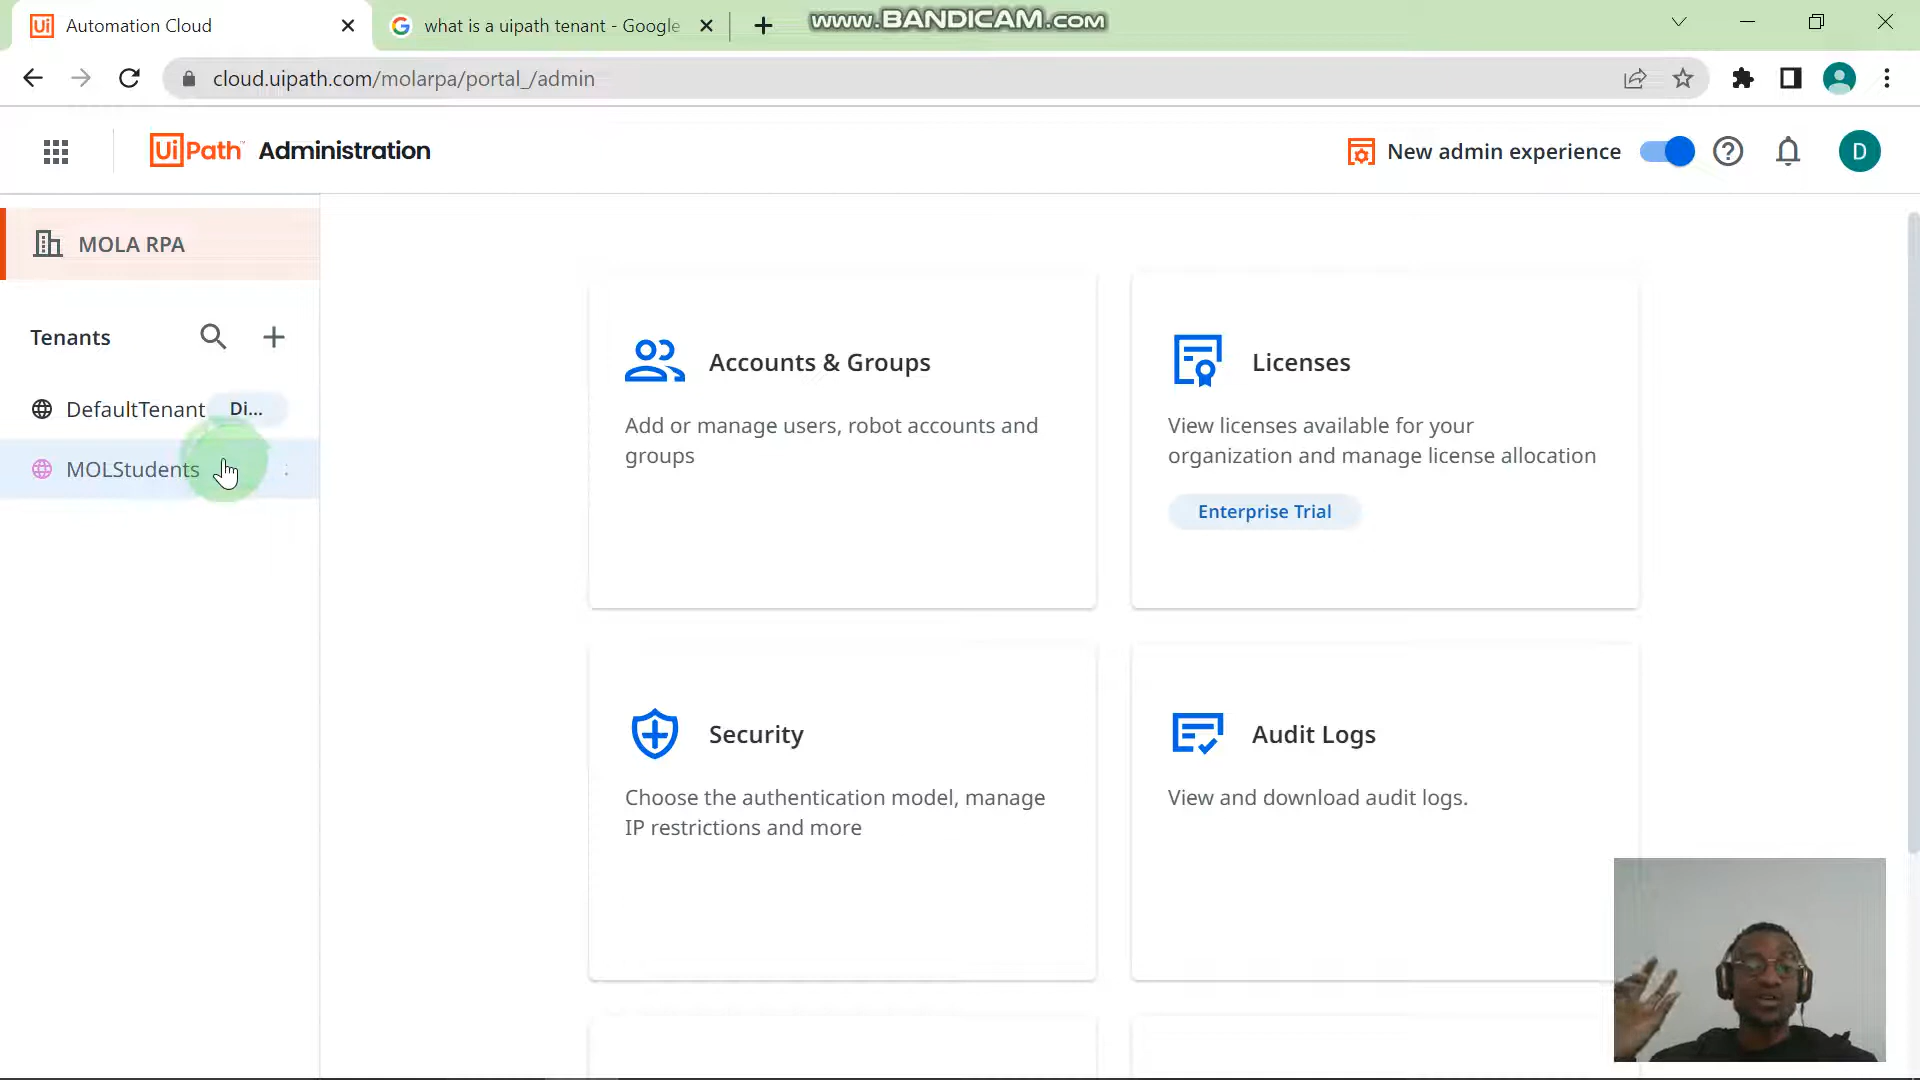 Ui Automation Cloud
what is a uipath tenant - Google
www.BANDICAM.com
cloud.uipath.com/molarpa/portal_/admin
UiPath™ Administration
New admin experience
D
MOLA RPA
Tenants
DefaultTenant Di...
MOLStudents
Accounts & Groups
Add or manage users, robot accounts and
groups
Licenses
View licenses available for your
organization and manage license allocation
Enterprise Trial
Security
Choose the authentication model, manage
IP restrictions and more
Audit Logs
View and download audit logs.